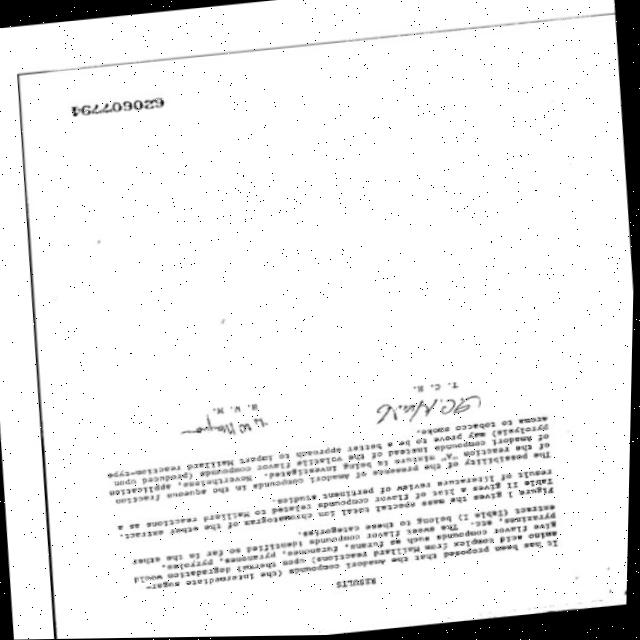 RESULTS
It has been proposed that the Amadori compounds (the intermediate sugar-
amino acid complex from Maillard reactions) upon thermal degradation would
give flavor compounds such as furans, furanones, pyranones, pyrroles,
pyrazines, etc. The most flavor compounds identified so far in the ether
extract (Table I) belong to these categories.
Figure 1 gives the mass spectral total ion chromatogram of the ether extract.
Table II gives a list of flavor compounds related to Maillard reactions as a
result of literature review of pertinent studies.
The possibility of the presence of Amadori compounds in the aqueous fraction
of the reaction mixture is being investigated. Nevertheless, application
of Amadori compounds instead of the volatile flavor compounds (produced upon
pyrolysis) may prove to be a better approach to impart Maillard reaction-type
aroma to tobacco smoke.
T. C. H.
H. W. M.
620607794